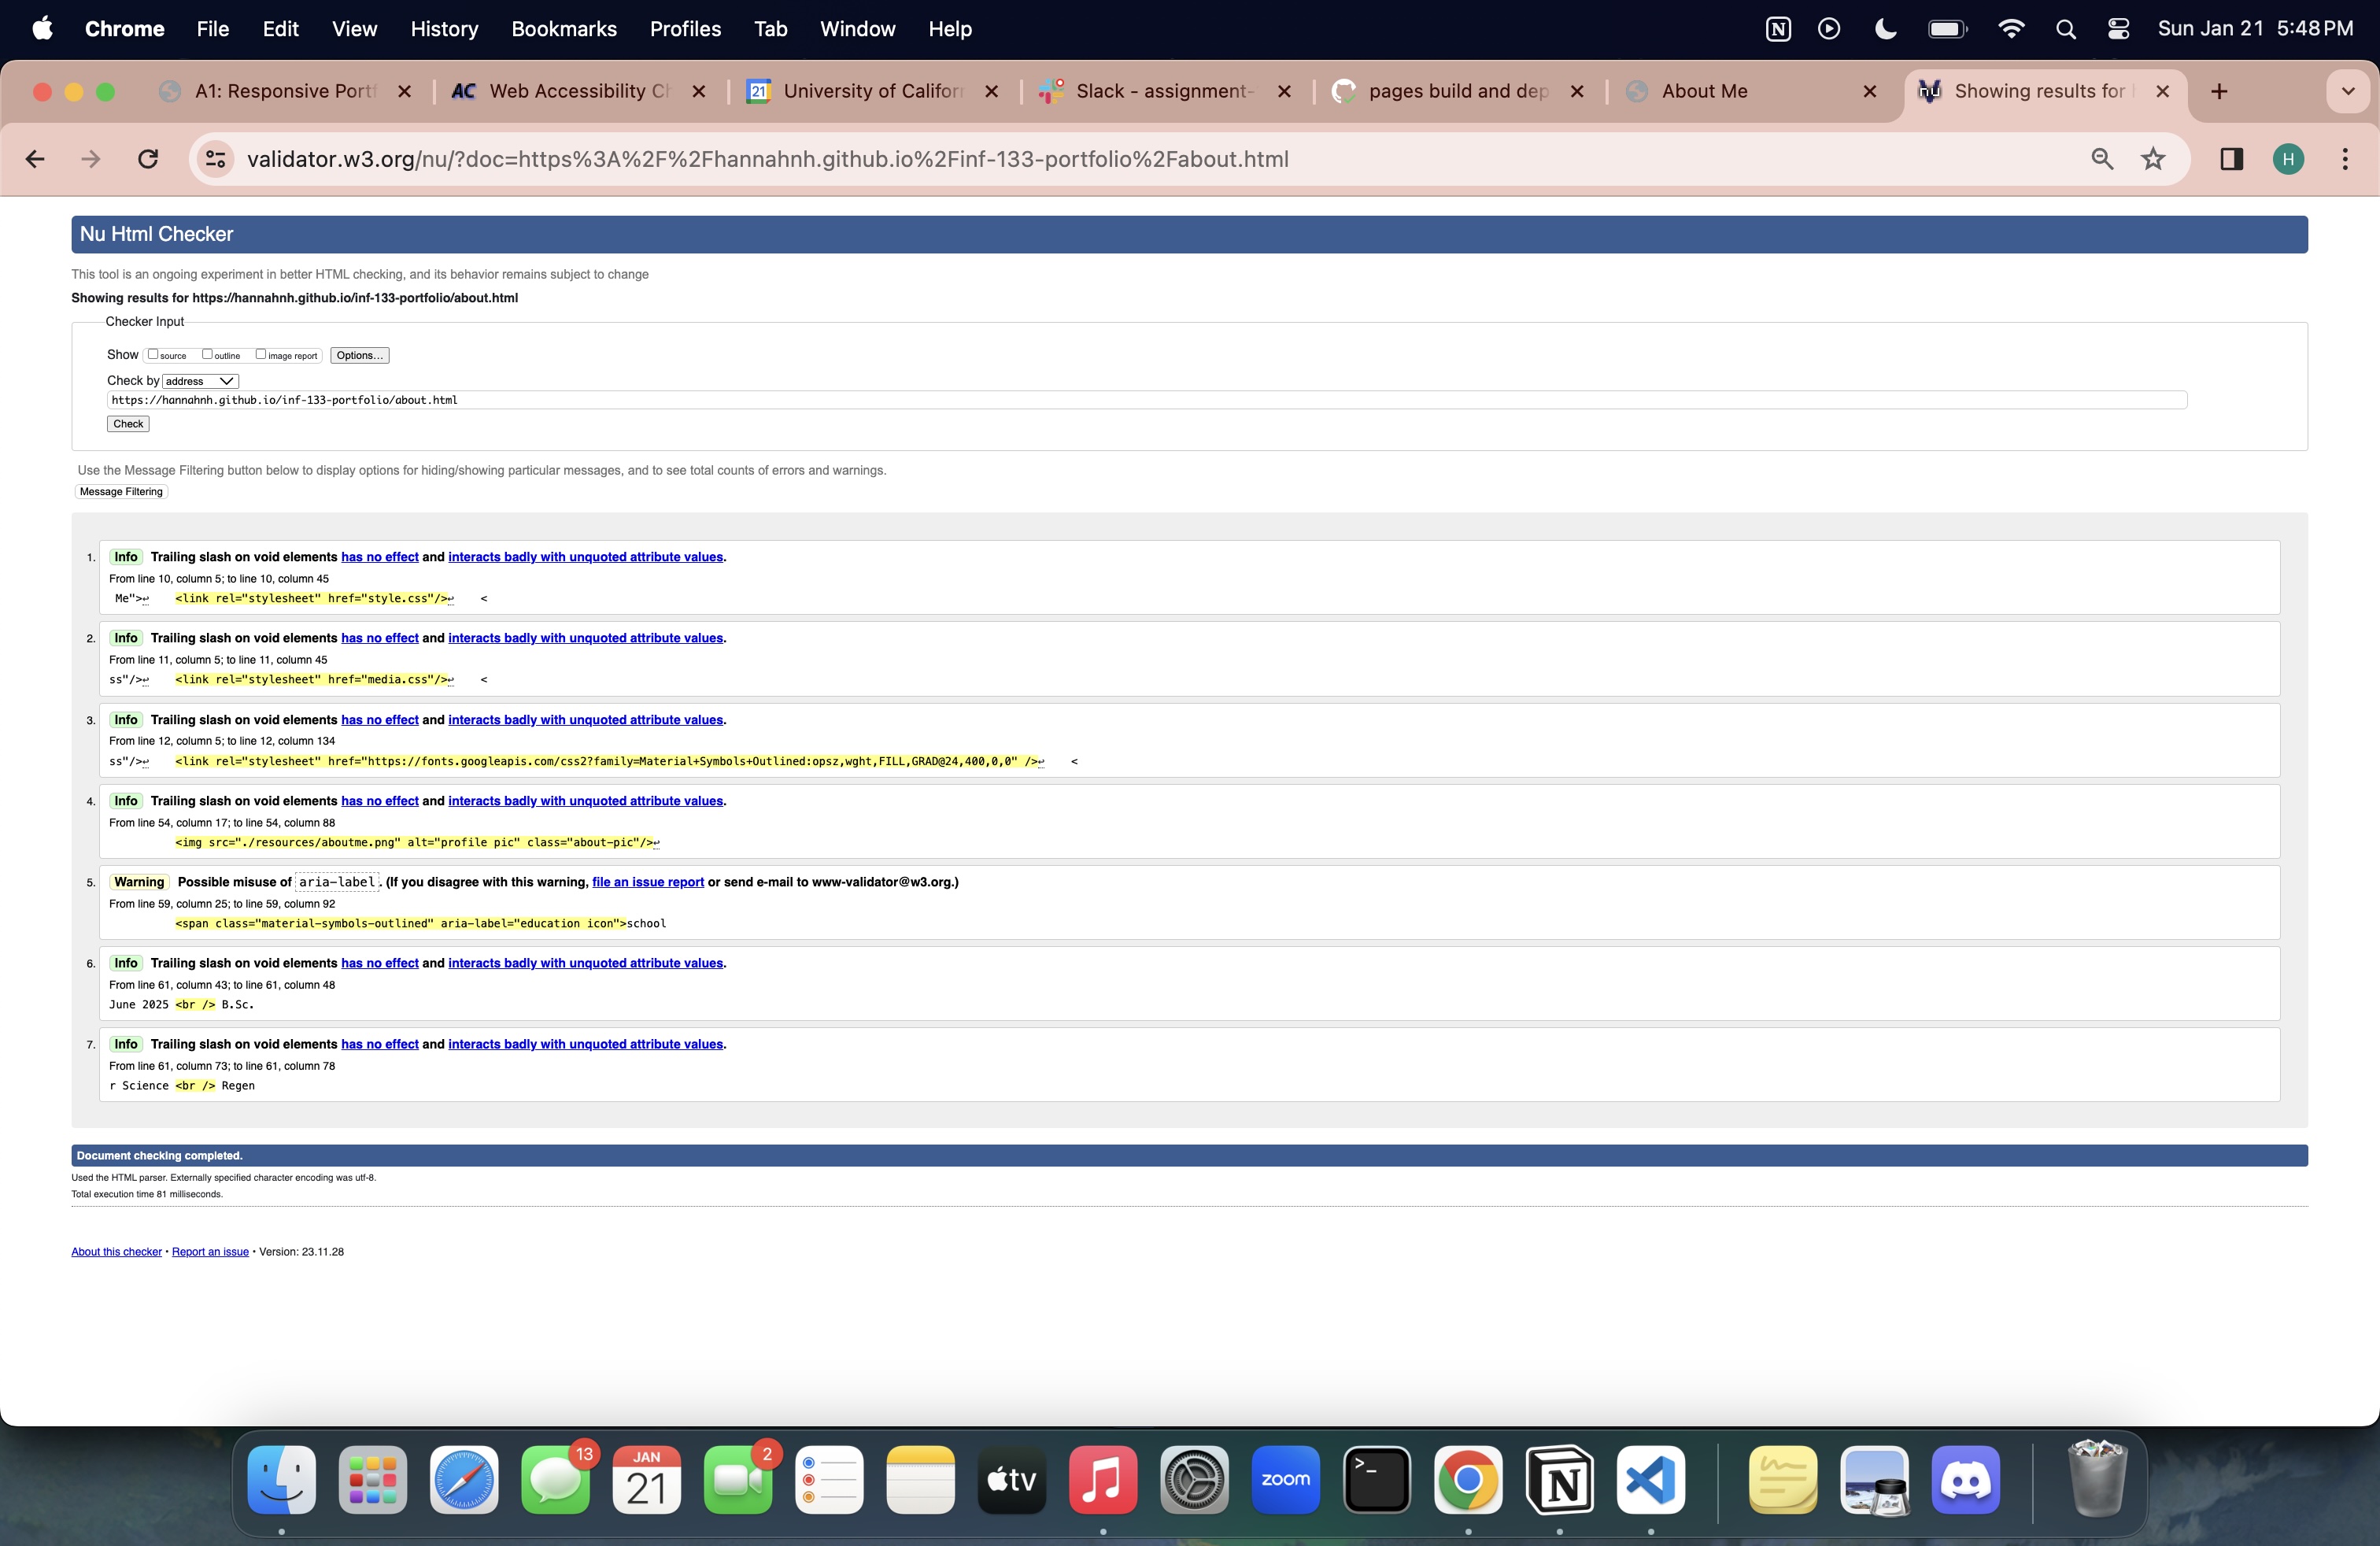 Chrome File Edit View History Bookmarks Profiles Tab Window Help Sun Jan 21 5:48 PM
A1: Responsive Portf AC Web Accessibility Ch 21 University of Californ Slack - assignment- pages build and dep About Me nu Showing results for
validator.w3.org/nu/?doc=https%3A%2F%2Fhannahnh.github.io%2Finf-133-portfolio%2Fabout.html H
Nu Html Checker
This tool is an ongoing experiment in better HTML checking, and its behavior remains subject to change
Showing results for https://hannahnh.github.io/inf-133-portfolio/about.html
Checker Input
Show source outline image report Options...
Check by address
https://hannahnh.github.io/inf-133-portfolio/about.html
Check
Use the Message Filtering button below to display options for hiding/showing particular messages, and to see total counts of errors and warnings.
Message Filtering
1. Info Trailing slash on void elements has no effect and interacts badly with unquoted attribute values.
From line 10, column 5; to line 10, column 45
Me">↩ <link rel="stylesheet" href="style.css"/>↩ <
2. Info Trailing slash on void elements has no effect and interacts badly with unquoted attribute values.
From line 11, column 5; to line 11, column 45
ss"/>↩ <link rel="stylesheet" href="media.css"/>↩ <
3. Info Trailing slash on void elements has no effect and interacts badly with unquoted attribute values.
From line 12, column 5; to line 12, column 134
ss"/>↩ <link rel="stylesheet" href="https://fonts.googleapis.com/css2?family=Material+Symbols+Outlined:opsz,wght,FILL,GRAD@24,400,0,0" />↩ <
4. Info Trailing slash on void elements has no effect and interacts badly with unquoted attribute values.
From line 54, column 17; to line 54, column 88
<img src="./resources/aboutme.png" alt="profile pic" class="about-pic"/>↩
5. Warning Possible misuse of aria-label. (If you disagree with this warning, file an issue report or send e-mail to www-validator@w3.org.)
From line 59, column 25; to line 59, column 92
<span class="material-symbols-outlined" aria-label="education icon">school
6. Info Trailing slash on void elements has no effect and interacts badly with unquoted attribute values.
From line 61, column 43; to line 61, column 48
June 2025 <br /> B.Sc.
7. Info Trailing slash on void elements has no effect and interacts badly with unquoted attribute values.
From line 61, column 73; to line 61, column 78
r Science <br /> Regen
Document checking completed.
Used the HTML parser. Externally specified character encoding was utf-8.
Total execution time 81 milliseconds.
About this checker • Report an issue • Version: 23.11.28
13 JAN 21 2 tv zoom >_ N